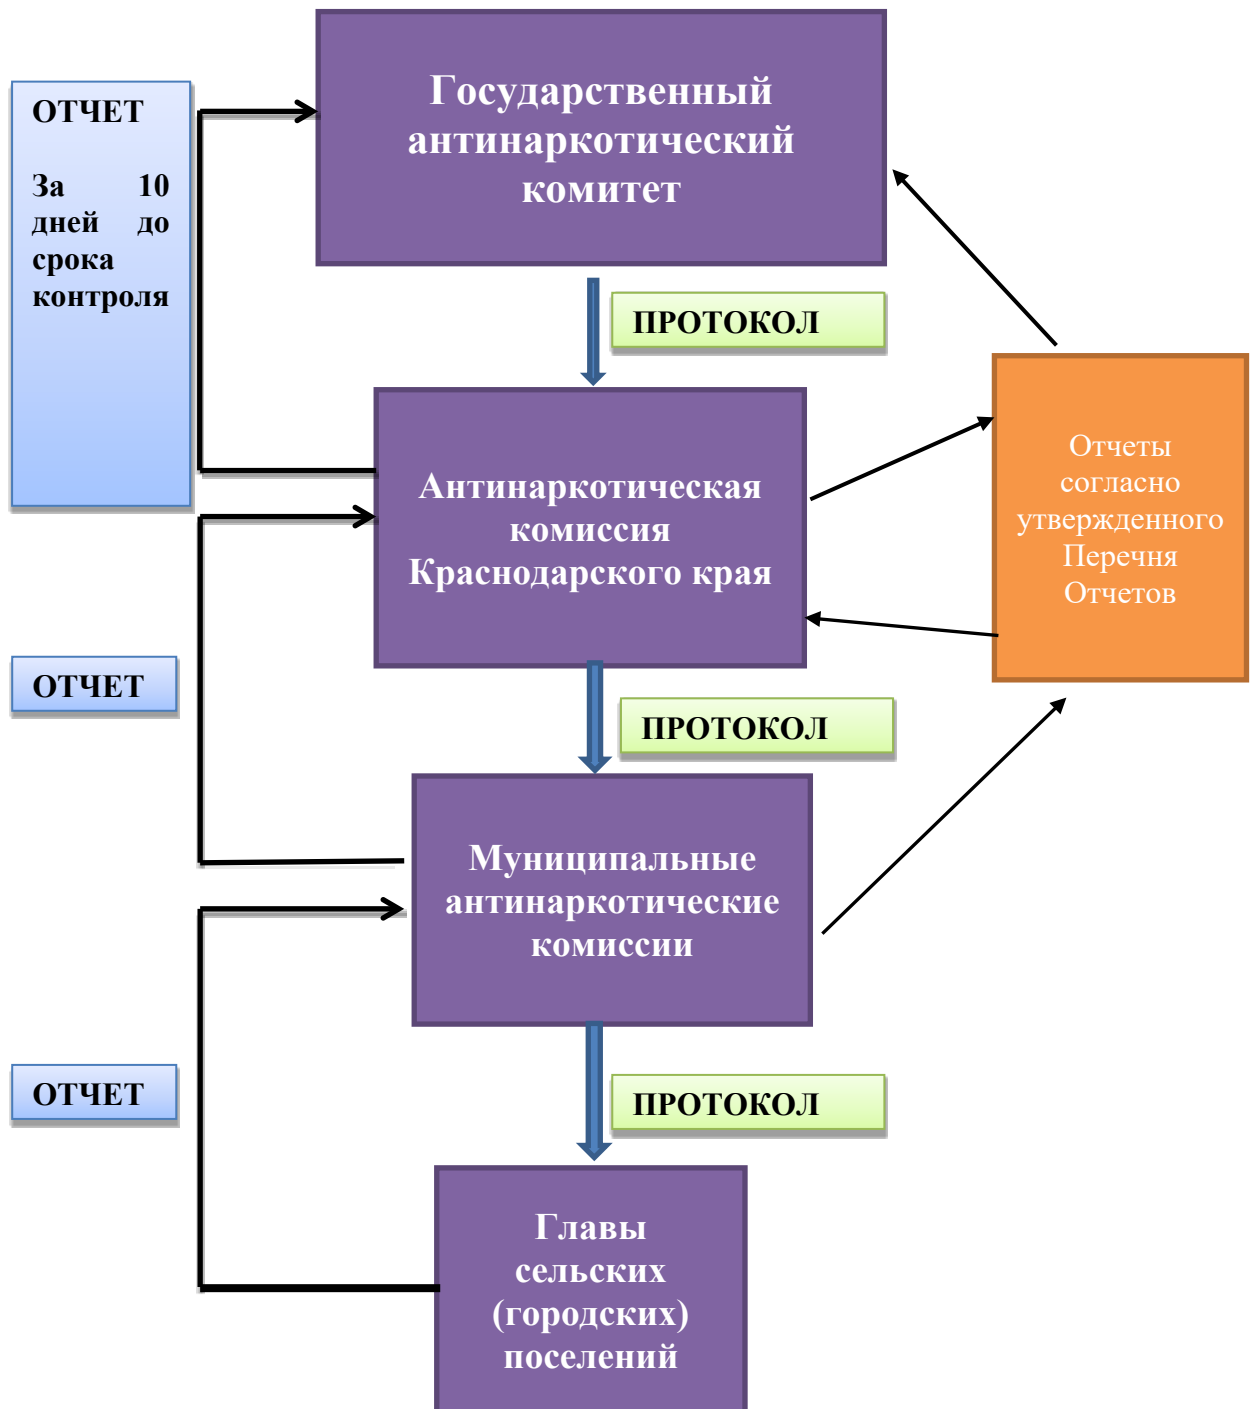 ОТЧЕТ
За 10
дней до
срока
контроля
Государственный
антинаркотический
комитет
ПРОТОКОЛ
Антинаркотическая
комиссия
Краснодарского края
Отчеты
согласно
утвержденного
Перечня
Отчетов
ОТЧЕТ
ПРОТОКОЛ
Муниципальные
антинаркотические
комиссии
ОТЧЕТ
ПРОТОКОЛ
Главы
сельских
(городских)
поселений